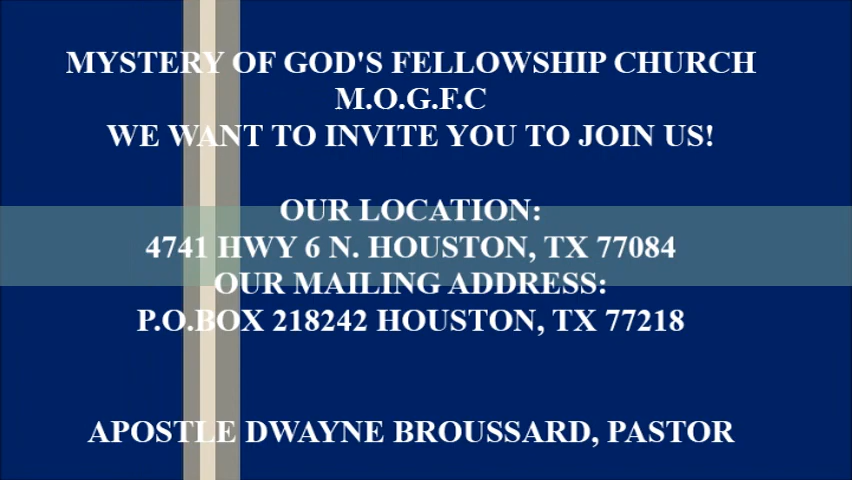 MYSTERY OF GOD'S FELLOWSHIP CHURCH
M.O.G.F.C
WE WANT TO INVITE YOU TO JOIN US!
OUR LOCATION:
4741 HWY 6 N. HOUSTON, TX 77084
OUR MAILING ADDRESS:
P.O.BOX 218242 HOUSTON, TX 77218
APOSTLE DWAYNE BROUSSARD, PASTOR